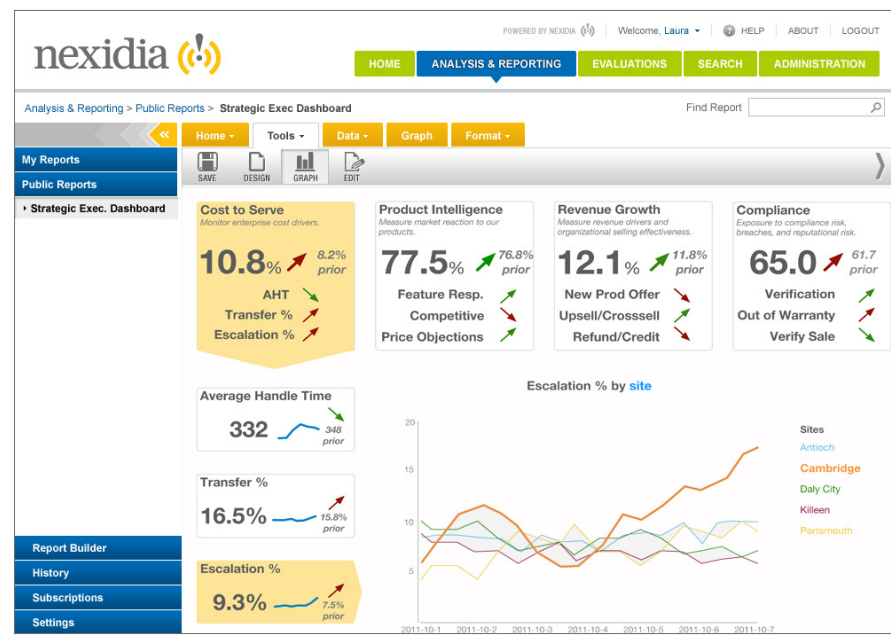 POWERED BY NEXIDIA Welcome, Laura HELP ABOUT LOGOUT
nexidia
HOME ANALYSIS & REPORTING EVALUATIONS SEARCH ADMINISTRATION
Analysis & Reporting > Public Reports > Strategic Exec Dashboard Find Report
Home Tools Data Graph Format
My Reports
SAVE DESIGN GRAPH EDIT
Public Reports
Strategic Exec. Dashboard
Cost to Serve
Monitor enterprise cost drivers.
10.8% 8.2%
prior
AHT
Transfer %
Escalation %
Product Intelligence
Measure market reaction to our
products.
77.5% 76.8%
prior
Feature Resp.
Competitive
Price Objections
Revenue Growth
Measure revenue drivers and
organizational selling effectiveness.
12.1% 11.8%
prior
New Prod Offer
Upsell/Crosssell
Refund/Credit
Compliance
Exposure to compliance risk,
breaches, and reputational risk.
65.0 61.7
prior
Verification
Out of Warranty
Verify Sale
Average Handle Time
332 348
prior
Transfer %
16.5% 15.8%
prior
Escalation %
9.3% 7.5%
prior
Escalation % by site
20
15
10
5
2011-10-1 2011-10-2 2011-10-3 2011-10-4 2011-10-5 2011-10-6 2011-10-7
Sites
Antioch
Cambridge
Daly City
Killeen
Portsmouth
Report Builder
History
Subscriptions
Settings